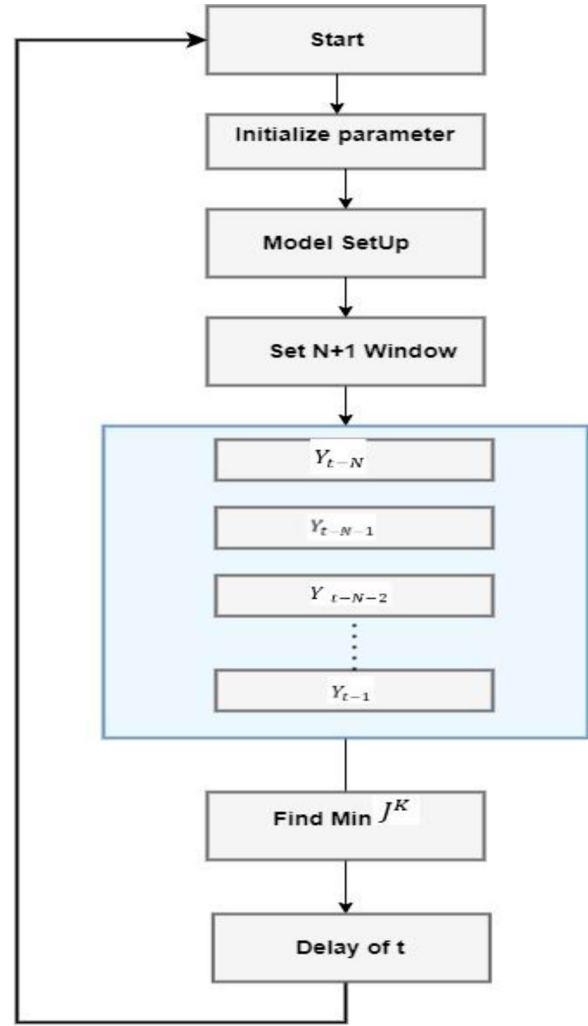 Start
Initialize parameter
Model SetUp
Set N+1 Window
Y_{t-N}
Y_{t-N-1}
Y_{t-N-2}
Y_{t-1}
Find Min J^K
Delay of t